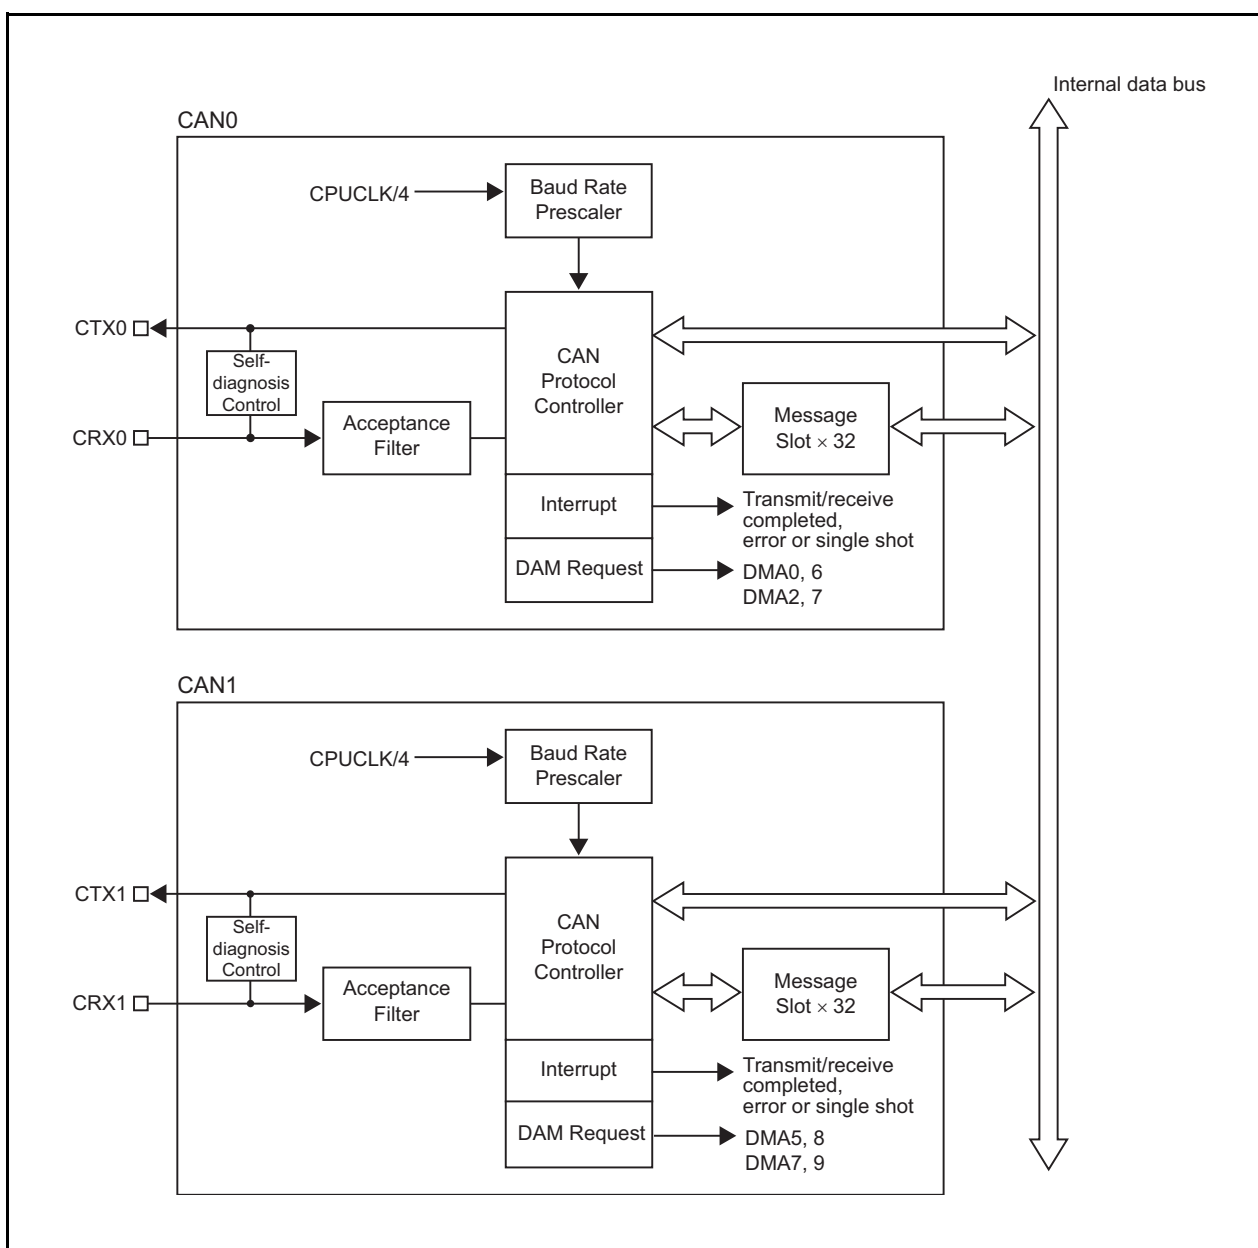 Internal data bus
CAN0
CPUCLK/4
Baud Rate
Prescaler
CTX0
Self-
diagnosis
Control
CAN
Protocol
Controller
CRX0
Acceptance
Filter
Message
Slot × 32
Interrupt
Transmit/receive
completed,
error or single shot
DAM Request
DMA0, 6
DMA2, 7
CAN1
CPUCLK/4
Baud Rate
Prescaler
CTX1
Self-
diagnosis
Control
CAN
Protocol
Controller
CRX1
Acceptance
Filter
Message
Slot × 32
Interrupt
Transmit/receive
completed,
error or single shot
DAM Request
DMA5, 8
DMA7, 9